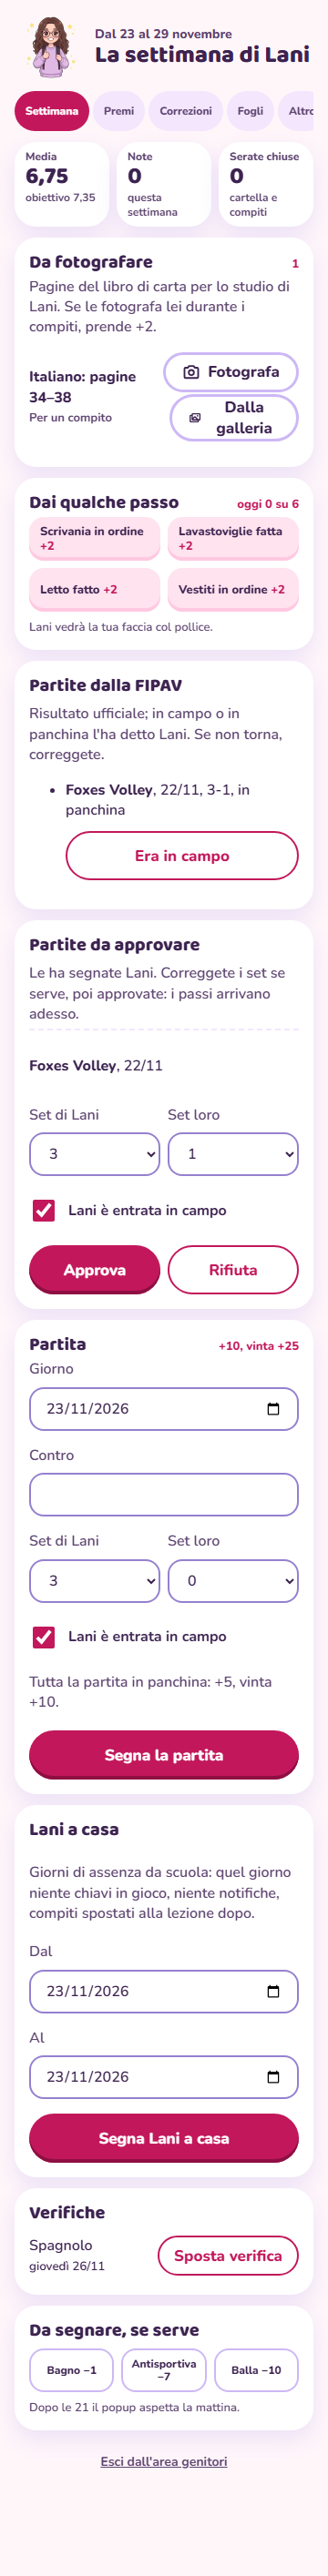 Dal 23 al 29 novembre
La settimana di Lani
Settimana
Premi
Correzioni
Fogli
Altro
Media
6,75
obiettivo 7,35
Note
0
questa
settimana
Serate chiuse
0
cartella e
compiti
Da fotografare
1
Pagine del libro di carta per lo studio di
Lani. Se le fotografa lei durante i
compiti, prende +2.
Italiano: pagine
34–38
Per un compito
Fotografa
Dalla
galleria
Dai qualche passo
oggi 0 su 6
Scrivania in ordine
+2
Lavastoviglie fatta
+2
Letto fatto +2
Vestiti in ordine +2
Lani vedrà la tua faccia col pollice.
Partite dalla FIPAV
Risultato ufficiale; in campo o in
panchina l'ha detto Lani. Se non torna,
correggete.
• Foxes Volley, 22/11, 3-1, in
panchina
Era in campo
Partite da approvare
Le ha segnate Lani. Correggete i set se
serve, poi approvate: i passi arrivano
adesso.
Foxes Volley, 22/11
Set di Lani
Set loro
3
1
Lani è entrata in campo
Approva
Rifiuta
Partita
+10, vinta +25
Giorno
23/11/2026
Contro
Set di Lani
Set loro
3
0
Lani è entrata in campo
Tutta la partita in panchina: +5, vinta
+10.
Segna la partita
Lani a casa
Giorni di assenza da scuola: quel giorno
niente chiavi in gioco, niente notifiche,
compiti spostati alla lezione dopo.
Dal
23/11/2026
Al
23/11/2026
Segna Lani a casa
Verifiche
Spagnolo
giovedì 26/11
Sposta verifica
Da segnare, se serve
Bagno −1
Antisportiva
−7
Balla −10
Dopo le 21 il popup aspetta la mattina.
Esci dall'area genitori